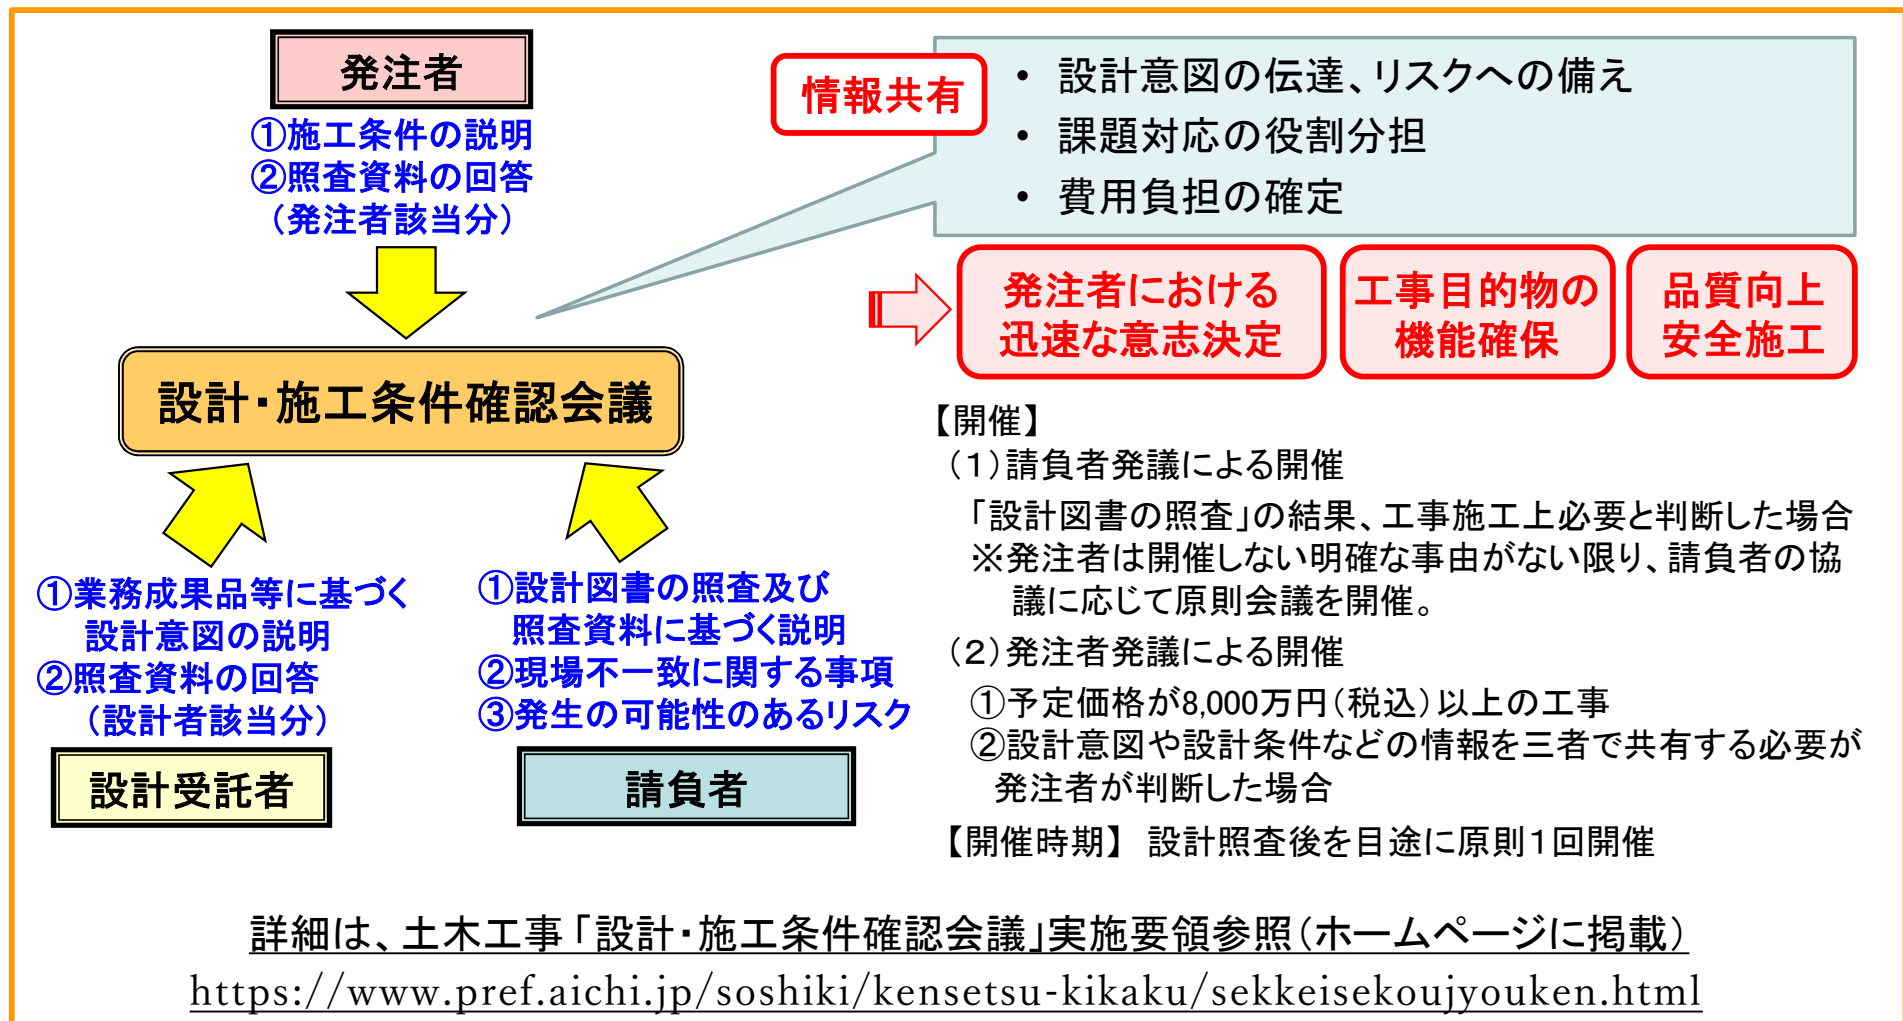 発注者
①施工条件の説明
②照査資料の回答
（発注者該当分）
設計・施工条件確認会議
①業務成果品等に基づく
設計意図の説明
②照査資料の回答
（設計者該当分）
設計受託者
①設計図書の照査及び
照査資料に基づく説明
②現場不一致に関する事項
③発生の可能性のあるリスク
請負者
情報共有
• 設計意図の伝達、リスクへの備え
• 課題対応の役割分担
• 費用負担の確定
発注者における
迅速な意志決定
工事目的物の
機能確保
品質向上
安全施工
【開催】
（１）請負者発議による開催
「設計図書の照査」の結果、工事施工上必要と判断した場合
※発注者は開催しない明確な事由がない限り、請負者の協
議に応じて原則会議を開催。
（２）発注者発議による開催
①予定価格が8,000万円（税込）以上の工事
②設計意図や設計条件などの情報を三者で共有する必要が
発注者が判断した場合
【開催時期】 設計照査後を目途に原則１回開催
詳細は、土木工事「設計・施工条件確認会議」実施要領参照（ホームページに掲載）
https://www.pref.aichi.jp/soshiki/kensetsu-kikaku/sekkeisekoujyouken.html